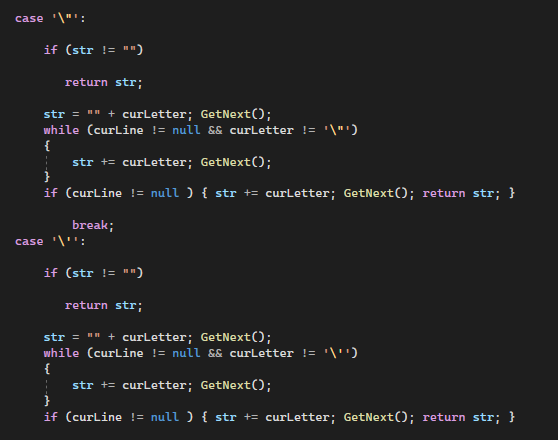 case '\"':
if (str != "")
return str;
str = "" + curLetter; GetNext();
while (curLine != null && curLetter != '\"')
{
str += curLetter; GetNext();
}
if (curLine != null ) { str += curLetter; GetNext(); return str; }
break;
case '\'':
if (str != "")
return str;
str = "" + curLetter; GetNext();
while (curLine != null && curLetter != '\'')
{
str += curLetter; GetNext();
}
if (curLine != null ) { str += curLetter; GetNext(); return str; }